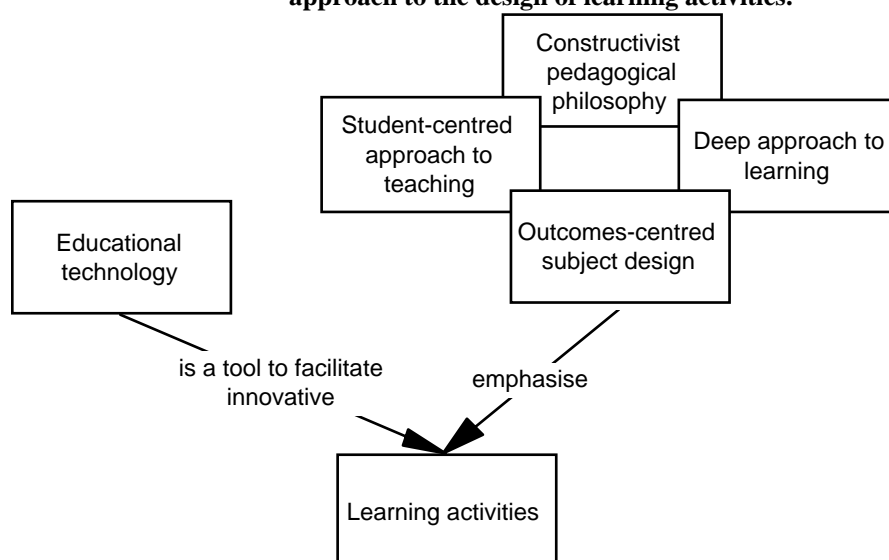 approach to the design of learning activities.
Constructivist
pedagogical
philosophy
Student-centred
approach to
teaching
Deep approach to
learning
Outcomes-centred
subject design
Educational
technology
is a tool to facilitate
innovative
emphasise
Learning activities